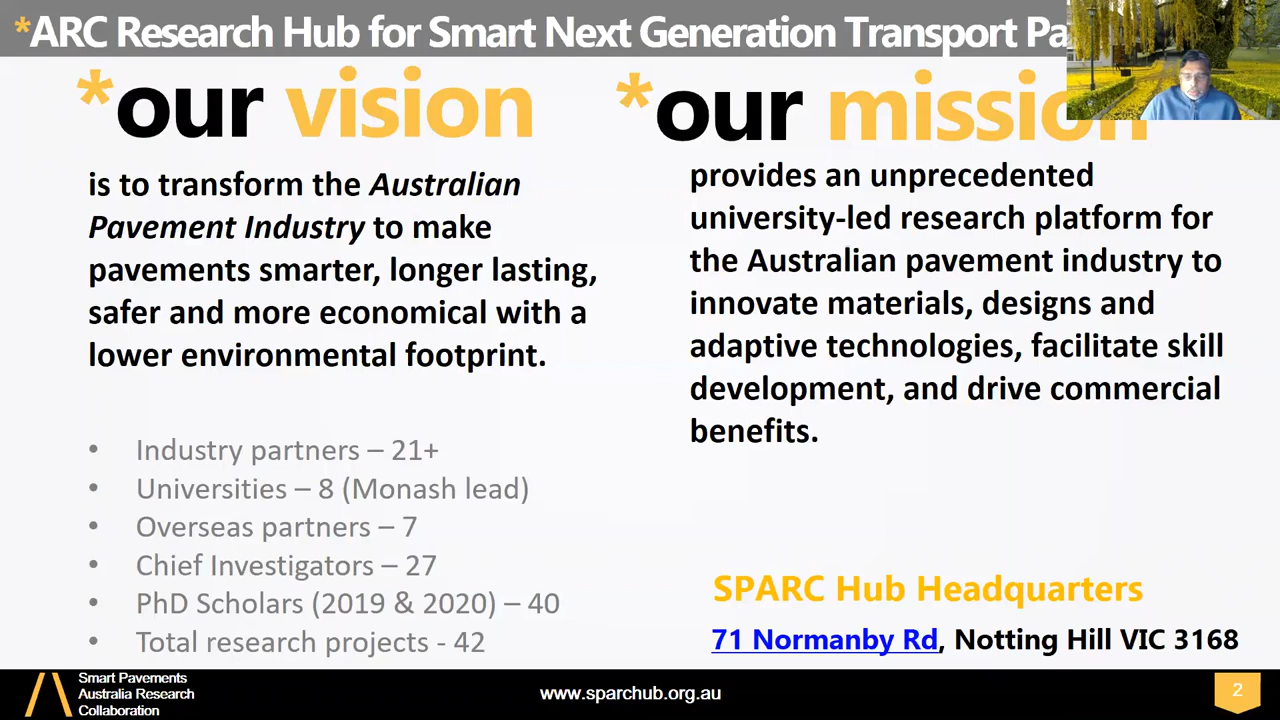 *ARC Research Hub for Smart Next Generation Transport
*our vision
is to transform the Australian
Pavement Industry to make
pavements smarter, longer lasting,
safer and more economical with a
lower environmental footprint.
• Industry partners – 21+
• Universities – 8 (Monash lead)
• Overseas partners – 7
• Chief Investigators – 27
• PhD Scholars (2019 & 2020) – 40
• Total research projects - 42
*our mission
provides an unprecedented
university-led research platform for
the Australian pavement industry to
innovate materials, designs and
adaptive technologies, facilitate skill
development, and drive commercial
benefits.
SPARC Hub Headquarters
71 Normanby Rd, Notting Hill VIC 3168
Smart Pavements
Australia Research
Collaboration
www.sparchub.org.au
2